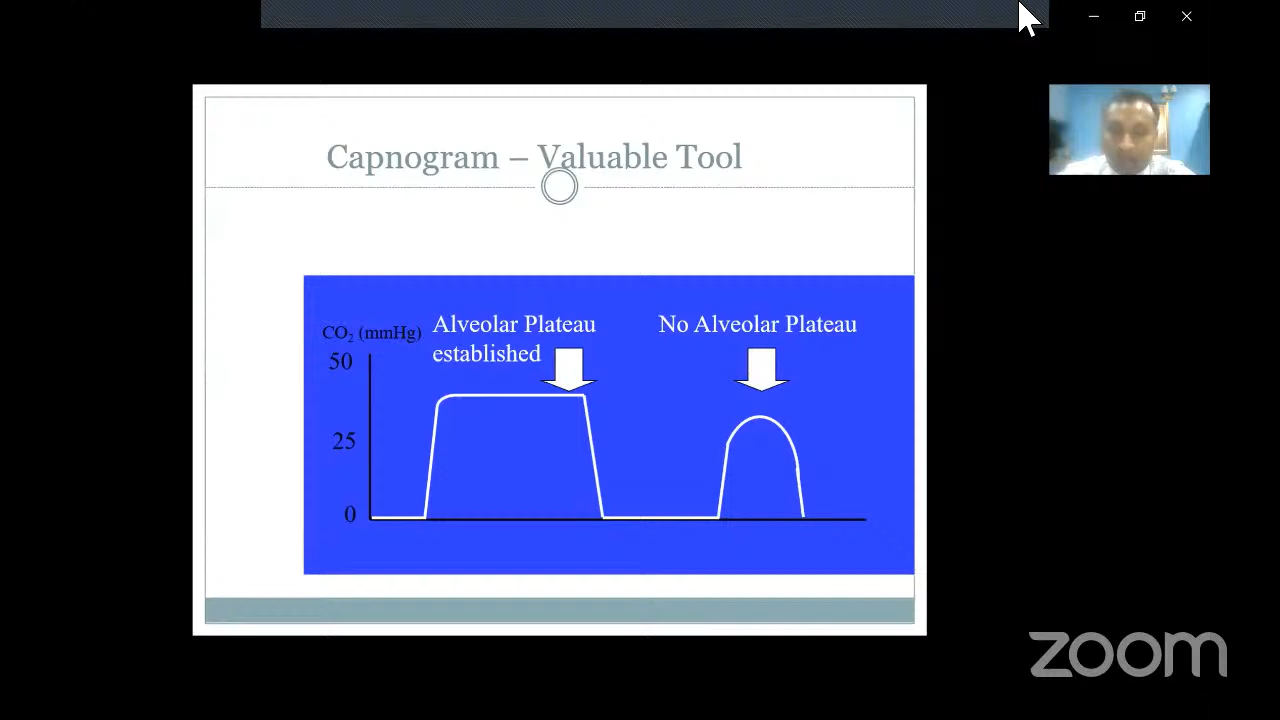 Capnogram – Valuable Tool
CO₂ (mmHg)
Alveolar Plateau
established
No Alveolar Plateau
50
25
0
zoom